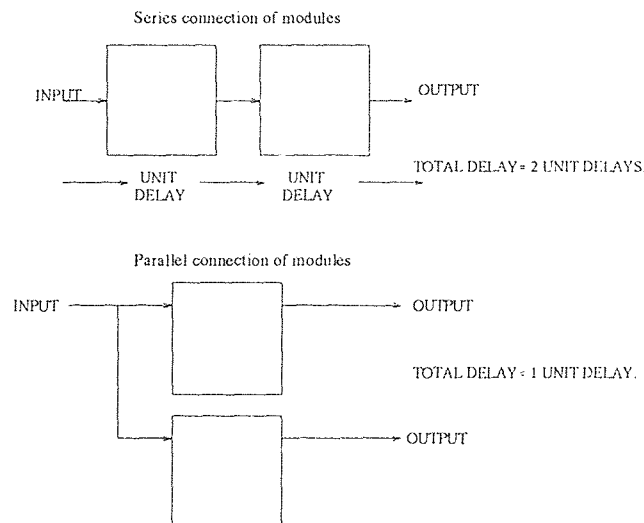 Series connection of modules
INPUT
OUTPUT
UNIT DELAY
UNIT DELAY
TOTAL DELAY = 2 UNIT DELAYS
Parallel connection of modules
INPUT
OUTPUT
TOTAL DELAY = 1 UNIT DELAY.
OUTPUT